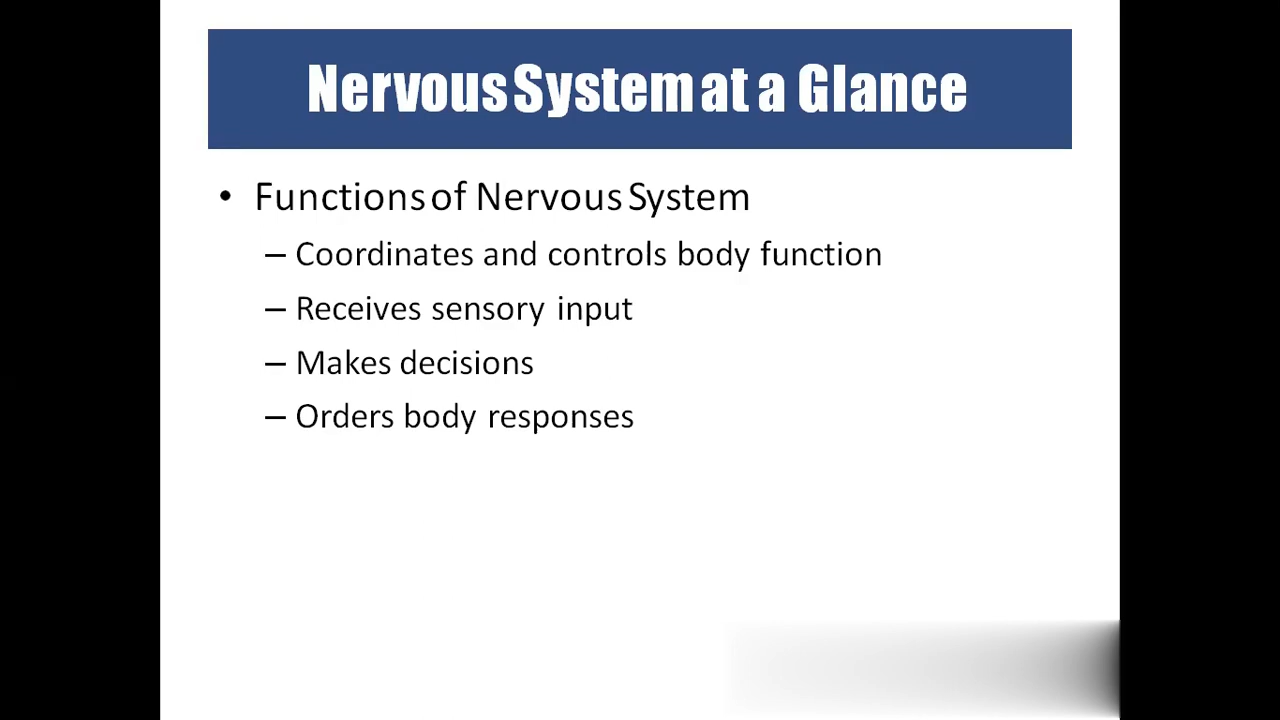 Nervous System at a Glance
• Functions of Nervous System
– Coordinates and controls body function
– Receives sensory input
– Makes decisions
– Orders body responses